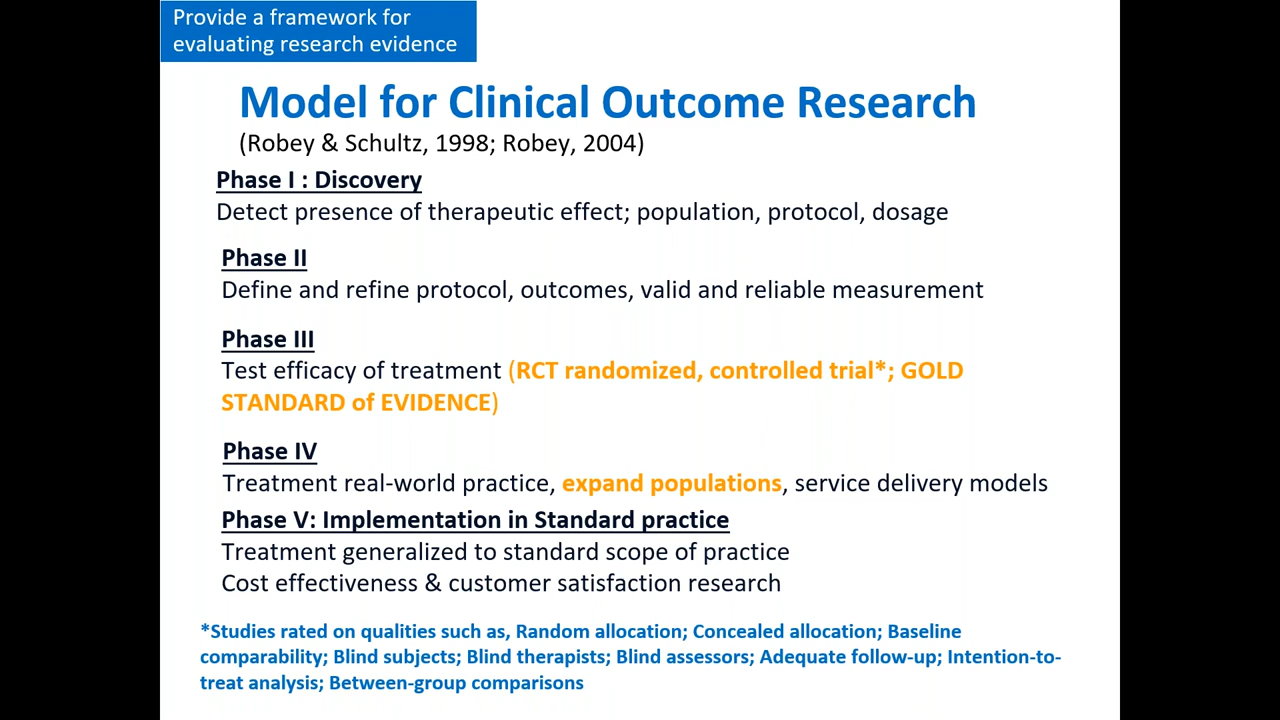 Provide a framework for
evaluating research evidence
Model for Clinical Outcome Research
(Robey & Schultz, 1998; Robey, 2004)
Phase I : Discovery
Detect presence of therapeutic effect; population, protocol, dosage
Phase II
Define and refine protocol, outcomes, valid and reliable measurement
Phase III
Test efficacy of treatment (RCT randomized, controlled trial*; GOLD
STANDARD of EVIDENCE)
Phase IV
Treatment real-world practice, expand populations, service delivery models
Phase V: Implementation in Standard practice
Treatment generalized to standard scope of practice
Cost effectiveness & customer satisfaction research
*Studies rated on qualities such as, Random allocation; Concealed allocation; Baseline
comparability; Blind subjects; Blind therapists; Blind assessors; Adequate follow-up; Intention-to-
treat analysis; Between-group comparisons